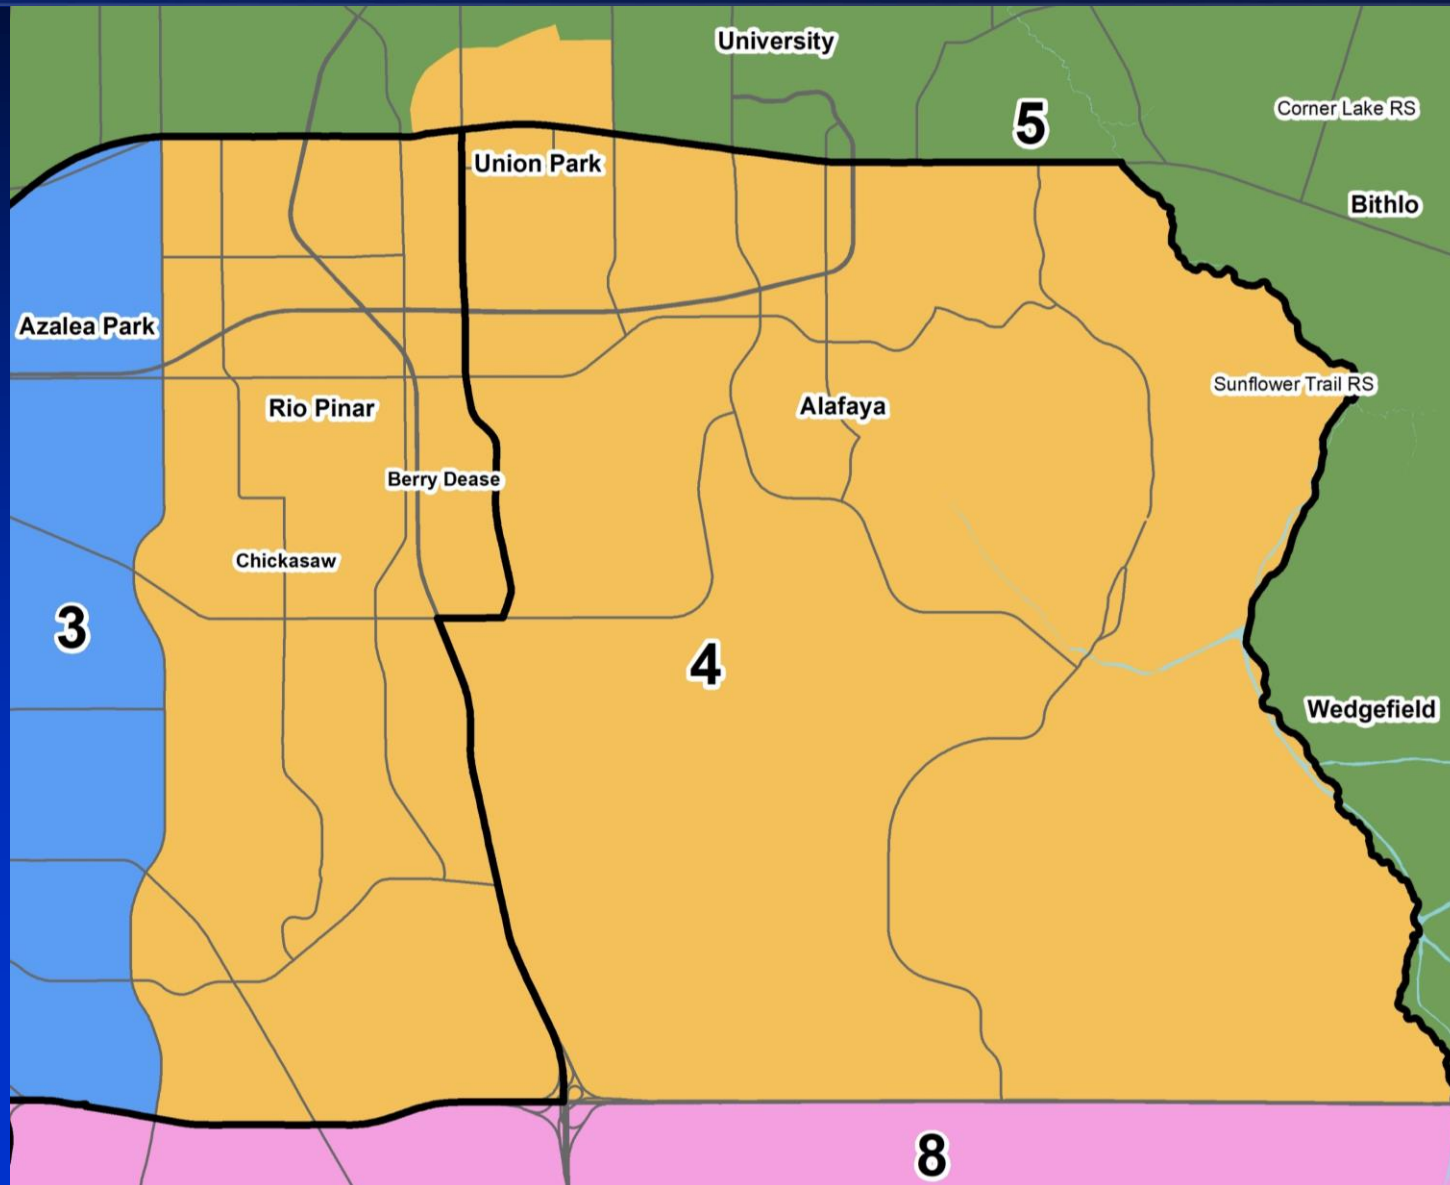 University
Corner Lake RS
5
Union Park
Bithlo
Azalea Park
Sunflower Trail RS
Rio Pinar
Alafaya
Berry Dease
Chickasaw
3
4
Wedgefield
8